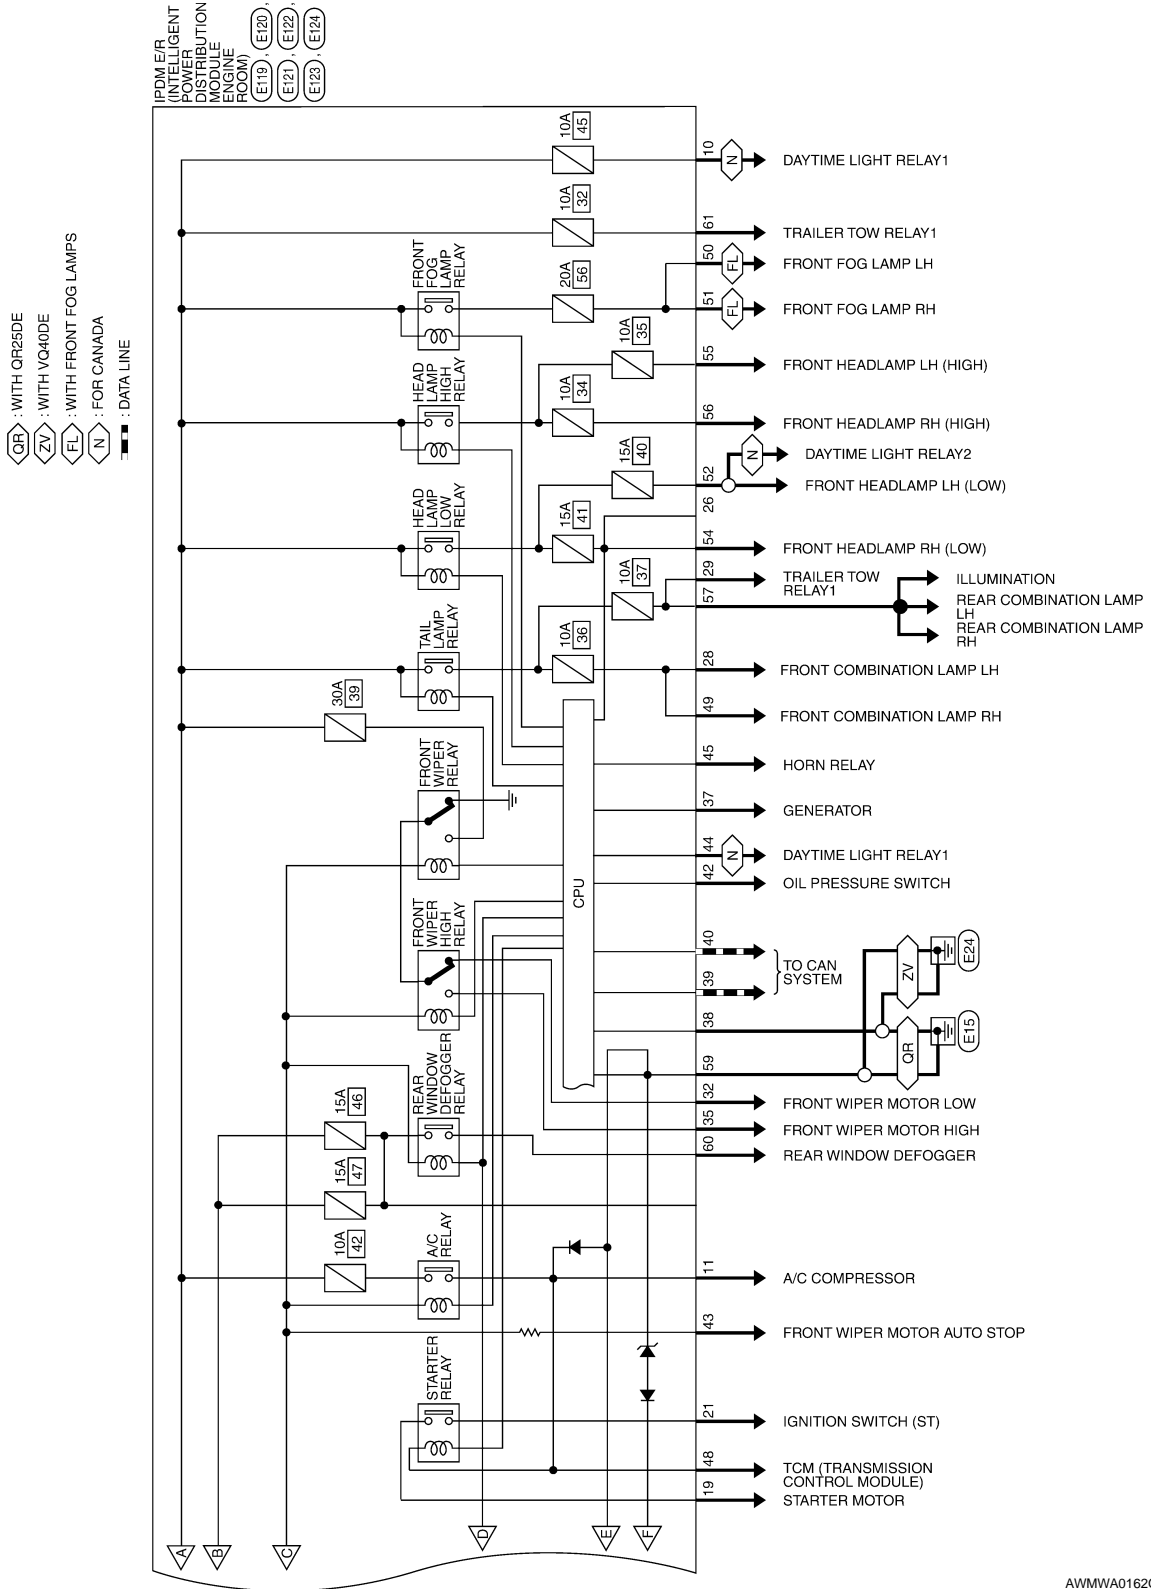 IPDM E/R
(INTELLIGENT
POWER
DISTRIBUTION
MODULE
ENGINE
ROOM)
E119 , E120 ,
E121 , E122 ,
E123 , E124
QR : WITH QR25DE
ZV : WITH VQ40DE
FL : WITH FRONT FOG LAMPS
N : FOR CANADA
: DATA LINE
10A
45
10
N
DAYTIME LIGHT RELAY1
10A
32
61
TRAILER TOW RELAY1
FRONT
FOG
LAMP
RELAY
20A
56
50
FL
FRONT FOG LAMP LH
51
FL
FRONT FOG LAMP RH
10A
35
55
FRONT HEADLAMP LH (HIGH)
HEAD
LAMP
HIGH
RELAY
10A
34
56
FRONT HEADLAMP RH (HIGH)
15A
40
52
N
DAYTIME LIGHT RELAY2
FRONT HEADLAMP LH (LOW)
26
HEAD
LAMP
LOW
RELAY
15A
41
54
FRONT HEADLAMP RH (LOW)
10A
37
29
TRAILER TOW
RELAY1
57
ILLUMINATION
REAR COMBINATION LAMP
LH
REAR COMBINATION LAMP
RH
TAIL
LAMP
RELAY
10A
36
28
FRONT COMBINATION LAMP LH
49
FRONT COMBINATION LAMP RH
30A
39
FRONT
WIPER
RELAY
45
HORN RELAY
37
GENERATOR
44
N
DAYTIME LIGHT RELAY1
42
OIL PRESSURE SWITCH
CPU
FRONT
WIPER
HIGH
RELAY
40
39
TO CAN
SYSTEM
38
59
ZV
E24
QR
E15
32
FRONT WIPER MOTOR LOW
35
FRONT WIPER MOTOR HIGH
60
REAR WINDOW DEFOGGER
REAR
WINDOW
DEFOGGER
RELAY
15A
46
15A
47
10A
42
A/C
RELAY
11
A/C COMPRESSOR
43
FRONT WIPER MOTOR AUTO STOP
STARTER
RELAY
21
IGNITION SWITCH (ST)
48
TCM (TRANSMISSION
CONTROL MODULE)
19
STARTER MOTOR
A
B
C
D
E
F